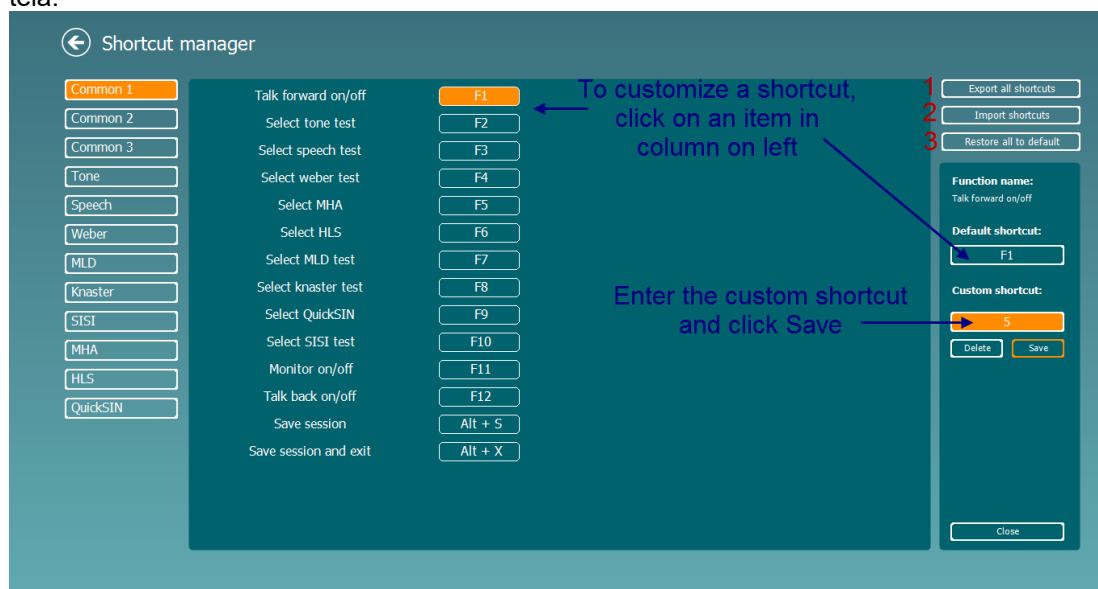 tela:
Shortcut manager
Common 1
Common 2
Common 3
Tone
Speech
Weber
MLD
Knaster
SISI
MHA
HLS
QuickSIN
Talk forward on/off F1
Select tone test F2
Select speech test F3
Select weber test F4
Select MHA F5
Select HLS F6
Select MLD test F7
Select knaster test F8
Select QuickSIN F9
Select SISI test F10
Monitor on/off F11
Talk back on/off F12
Save session Alt + S
Save session and exit Alt + X
To customize a shortcut,
click on an item in
column on left
Enter the custom shortcut
and click Save
1 Export all shortcuts
2 Import shortcuts
3 Restore all to default
Function name:
Talk forward on/off
Default shortcut:
F1
Custom shortcut:
5
Delete Save
Close